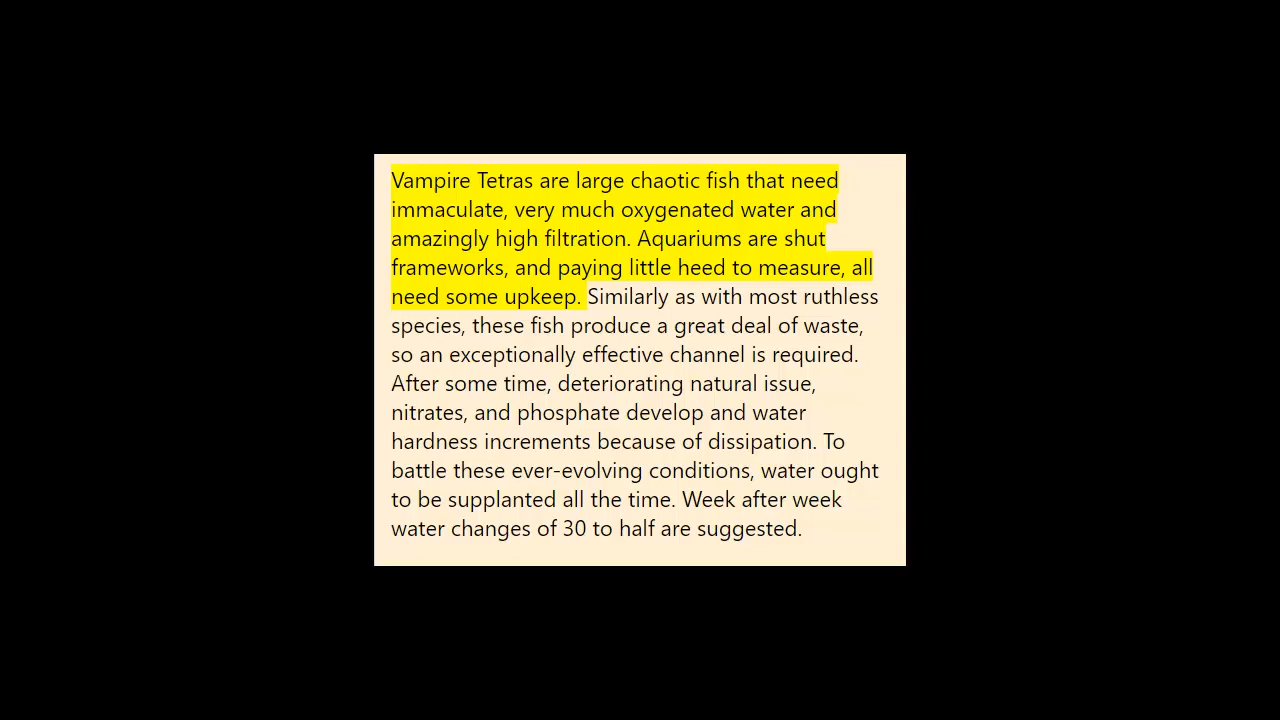 Vampire Tetras are large chaotic fish that need
immaculate, very much oxygenated water and
amazingly high filtration. Aquariums are shut
frameworks, and paying little heed to measure, all
need some upkeep. Similarly as with most ruthless
species, these fish produce a great deal of waste,
so an exceptionally effective channel is required.
After some time, deteriorating natural issue,
nitrates, and phosphate develop and water
hardness increments because of dissipation. To
battle these ever-evolving conditions, water ought
to be supplanted all the time. Week after week
water changes of 30 to half are suggested.